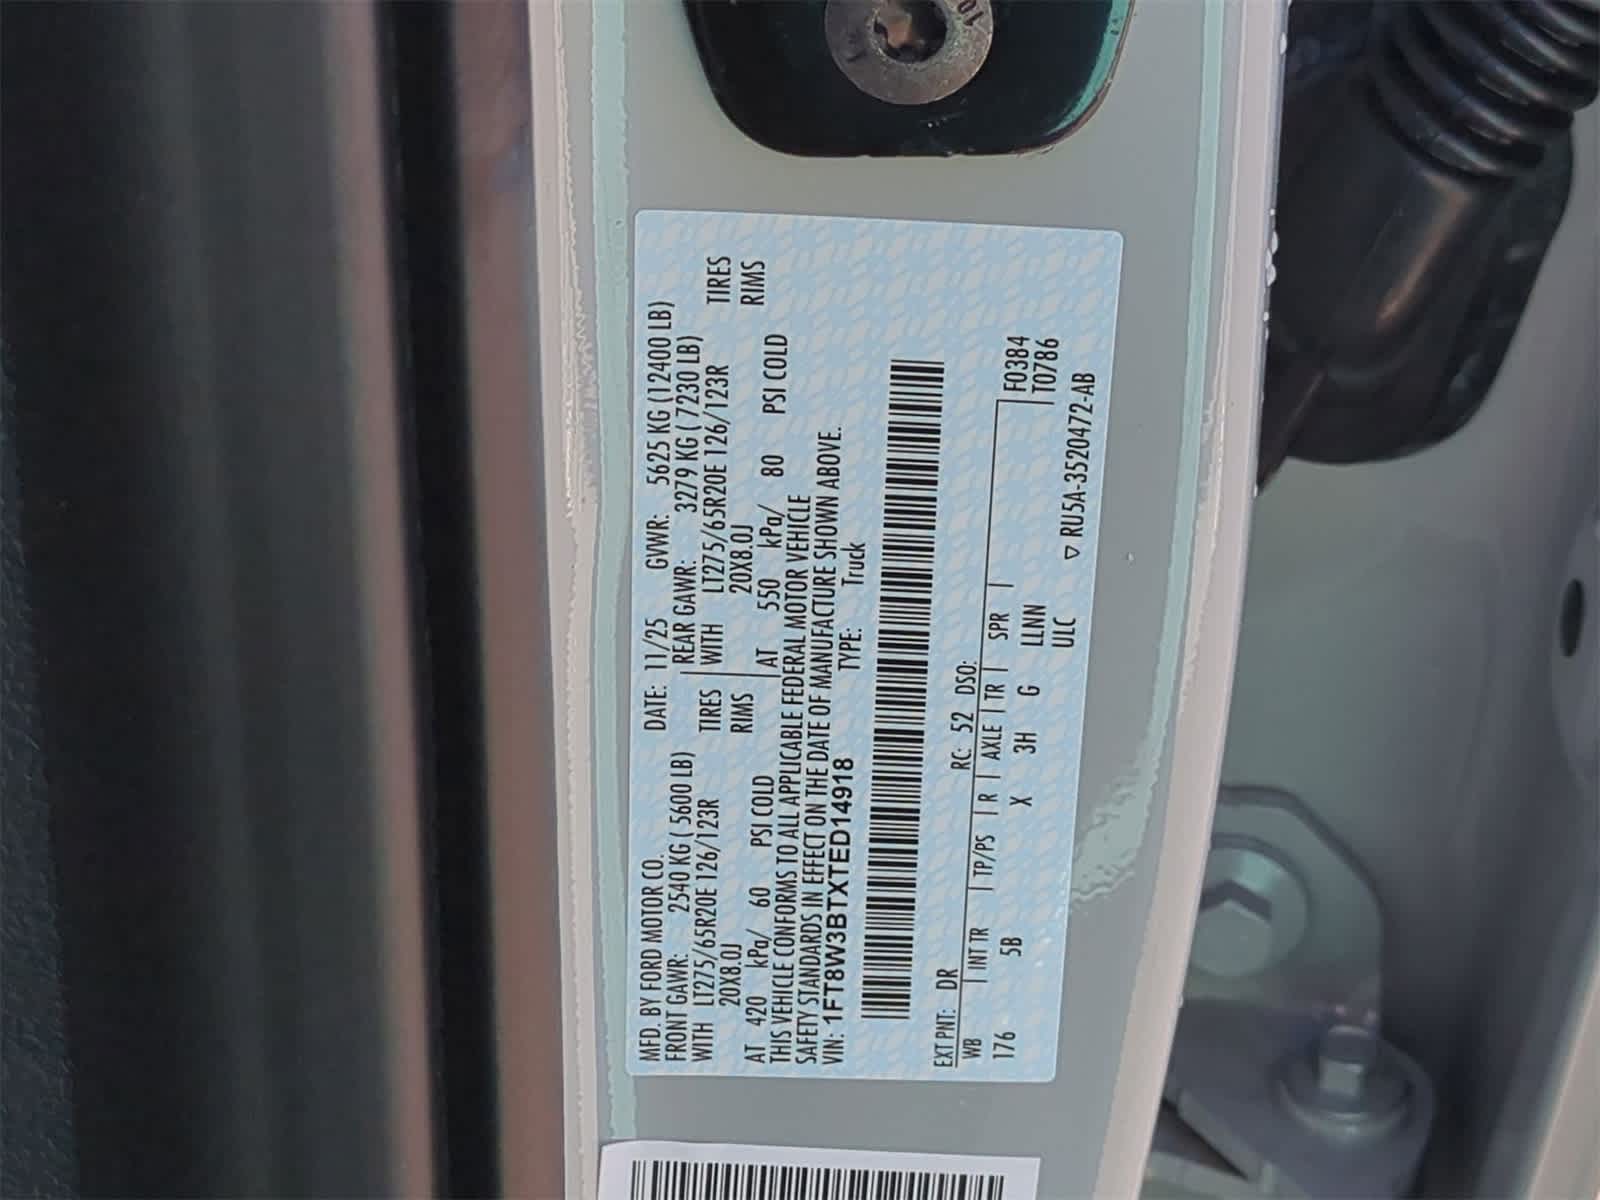 MFD. BY FORD MOTOR CO. DATE: 11/25 GVWR: 5625 KG (12400 LB)
FRONT GAWR: 2540 KG ( 5600 LB) REAR GAWR: 3279 KG ( 7230 LB)
WITH LT275/65R20E 126/123R TIRES WITH LT275/65R20E 126/123R TIRES
20X8.0J RIMS 20X8.0J RIMS
AT 420 kPa/ 60 PSI COLD AT 550 kPa/ 80 PSI COLD
THIS VEHICLE CONFORMS TO ALL APPLICABLE FEDERAL MOTOR VEHICLE
SAFETY STANDARDS IN EFFECT ON THE DATE OF MANUFACTURE SHOWN ABOVE.
VIN: 1FT8W3BTXTED14918 TYPE: Truck
EXT PNT: DR RC: 52 DSO:
WB INT TR TP/PS R AXLE TR SPR F0384
176 5B X 3H G LLNN T0786
ULC ▽ RU5A-3520472-AB
10